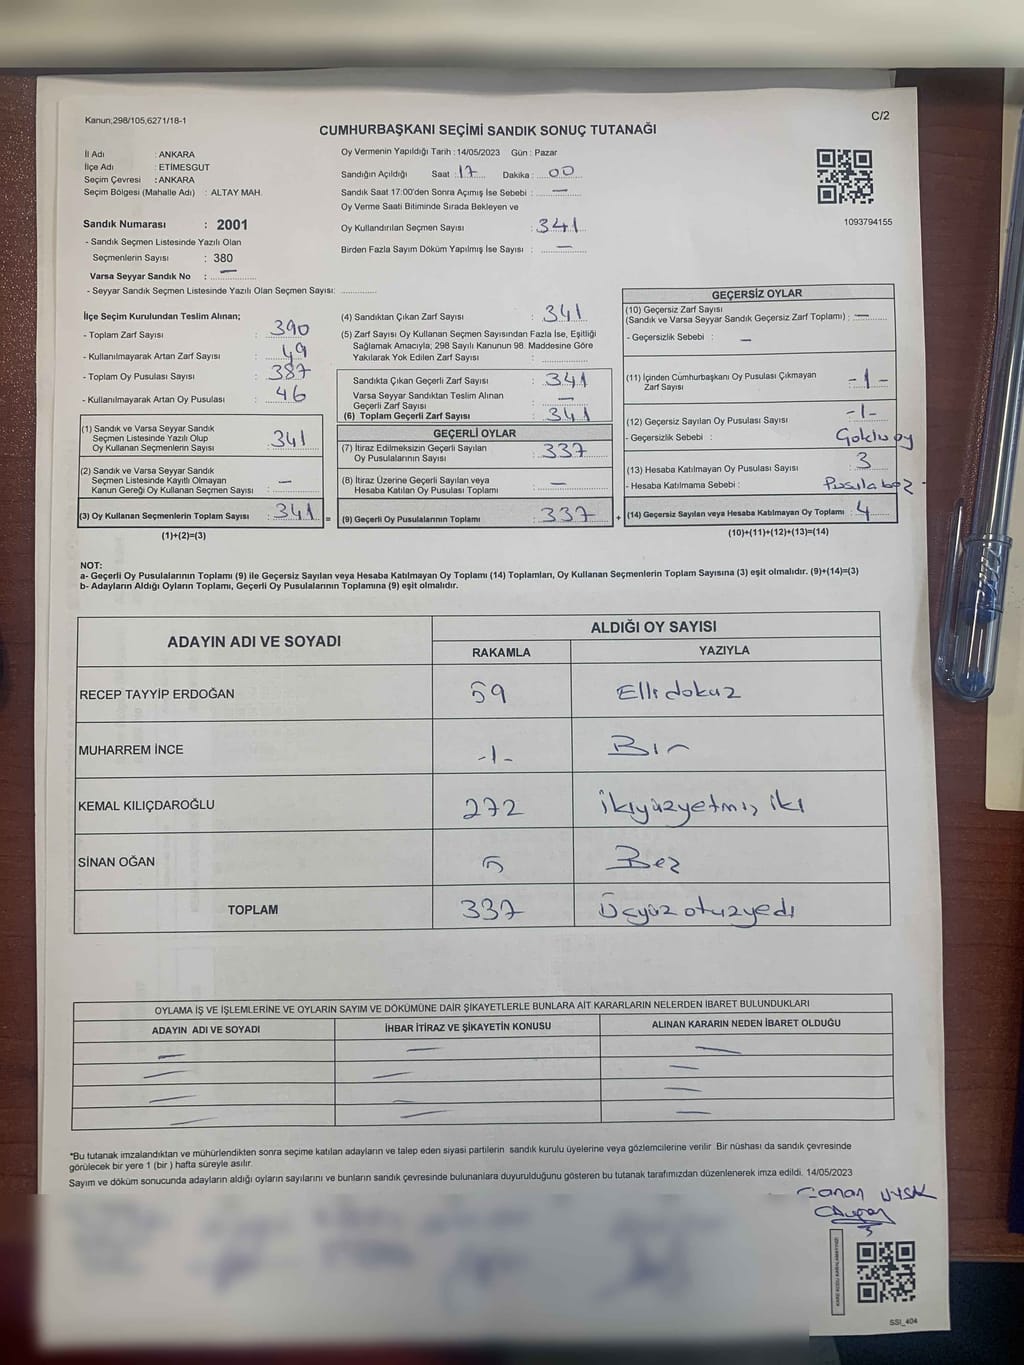 Kanun;298/105,6271/18-1
C/2
CUMHURBAŞKANI SEÇİMİ SANDIK SONUÇ TUTANAĞI
İl Adı : ANKARA
İlçe Adı : ETİMESGUT
Seçim Çevresi : ANKARA
Seçim Bölgesi (Mahalle Adı) : ALTAY MAH.
Oy Vermenin Yapıldığı Tarih :14/05/2023 Gün : Pazar
Sandığın Açıldığı Saat : 17 Dakika : 00
Sandık Saat 17:00'den Sonra Açımış İse Sebebi : —
Oy Verme Saati Bitiminde Sırada Bekleyen ve
Oy Kullandırılan Seçmen Sayısı : 341
Birden Fazla Sayım Döküm Yapılmış İse Sayısı : —
1093794155
Sandık Numarası : 2001
- Sandık Seçmen Listesinde Yazılı Olan
Seçmenlerin Sayısı : 380
Varsa Seyyar Sandık No : —
- Seyyar Sandık Seçmen Listesinde Yazılı Olan Seçmen Sayısı:
İlçe Seçim Kurulundan Teslim Alınan;
- Toplam Zarf Sayısı : 390
- Kullanılmayarak Artan Zarf Sayısı : 49
- Toplam Oy Pusulası Sayısı : 387
- Kullanılmayarak Artan Oy Pusulası : 46
(1) Sandık ve Varsa Seyyar Sandık
Seçmen Listesinde Yazılı Olup
Oy Kullanan Seçmenlerin Sayısı : 341
(2) Sandık ve Varsa Seyyar Sandık
Seçmen Listesinde Kayıtlı Olmayan
Kanun Gereği Oy Kullanan Seçmen Sayısı : —
(3) Oy Kullanan Seçmenlerin Toplam Sayısı : 341 =
(1)+(2)=(3)
(4) Sandıktan Çıkan Zarf Sayısı : 341
(5) Zarf Sayısı Oy Kullanan Seçmen Sayısından Fazla İse, Eşitliği
Sağlamak Amacıyla; 298 Sayılı Kanunun 98. Maddesine Göre
Yakılarak Yok Edilen Zarf Sayısı :
Sandıkta Çıkan Geçerli Zarf Sayısı : 341
Varsa Seyyar Sandıktan Teslim Alınan
Geçerli Zarf Sayısı : —
(6) Toplam Geçerli Zarf Sayısı : 341
GEÇERLİ OYLAR
(7) İtiraz Edilmeksizin Geçerli Sayılan
Oy Pusulalarının Sayısı : 337
(8) İtiraz Üzerine Geçerli Sayılan veya
Hesaba Katılan Oy Pusulası Toplamı : —
(9) Geçerli Oy Pusulalarının Toplamı : 337 +
GEÇERSİZ OYLAR
(10) Geçersiz Zarf Sayısı
(Sandık ve Varsa Seyyar Sandık Geçersiz Zarf Toplamı) : —
- Geçersizlik Sebebi : —
(11) İçinden Cumhurbaşkanı Oy Pusulası Çıkmayan
Zarf Sayısı : -1-
(12) Geçersiz Sayılan Oy Pusulası Sayısı : -1-
- Geçersizlik Sebebi :
(13) Hesaba Katılmayan Oy Pusulası Sayısı : 3
- Hesaba Katılmama Sebebi : Pusula boz
(14) Geçersiz Sayılan veya Hesaba Katılmayan Oy Toplamı : 4
(10)+(11)+(12)+(13)=(14)
NOT:
a- Geçerli Oy Pusulalarının Toplamı (9) ile Geçersiz Sayılan veya Hesaba Katılmayan Oy Toplamı (14) Toplamları, Oy Kullanan Seçmenlerin Toplam Sayısına (3) eşit olmalıdır. (9)+(14)=(3)
b- Adayların Aldığı Oyların Toplamı, Geçerli Oy Pusulalarının Toplamına (9) eşit olmalıdır.
ADAYIN ADI VE SOYADI
ALDIĞI OY SAYISI
RAKAMLA YAZIYLA
RECEP TAYYİP ERDOĞAN 59 Elli dokuz
MUHARREM İNCE -1- Bir
KEMAL KILIÇDAROĞLU 272 İkiyüzyetmiş iki
SİNAN OĞAN 5 Beş
TOPLAM 337 Üçyüz otuzyedi
OYLAMA İŞ VE İŞLEMLERİNE VE OYLARIN SAYIM VE DÖKÜMÜNE DAİR ŞİKAYETLERLE BUNLARA AİT KARARLARIN NELERDEN İBARET BULUNDUKLARI
ADAYIN ADI VE SOYADI İHBAR İTİRAZ VE ŞİKAYETİN KONUSU ALINAN KARARIN NEDEN İBARET OLDUĞU
*Bu tutanak imzalandıktan ve mühürlendikten sonra seçime katılan adayların ve talep eden siyasi partilerin sandık kurulu üyelerine veya gözlemcilerine verilir. Bir nüshası da sandık çevresinde
görülecek bir yere 1 (bir ) hafta süreyle asılır.
Sayım ve döküm sonucunda adayların aldığı oyların sayılarını ve bunların sandık çevresinde bulunanlara duyurulduğunu gösteren bu tutanak tarafımızdan düzenlenerek imza edildi. 14/05/2023
SSI_404